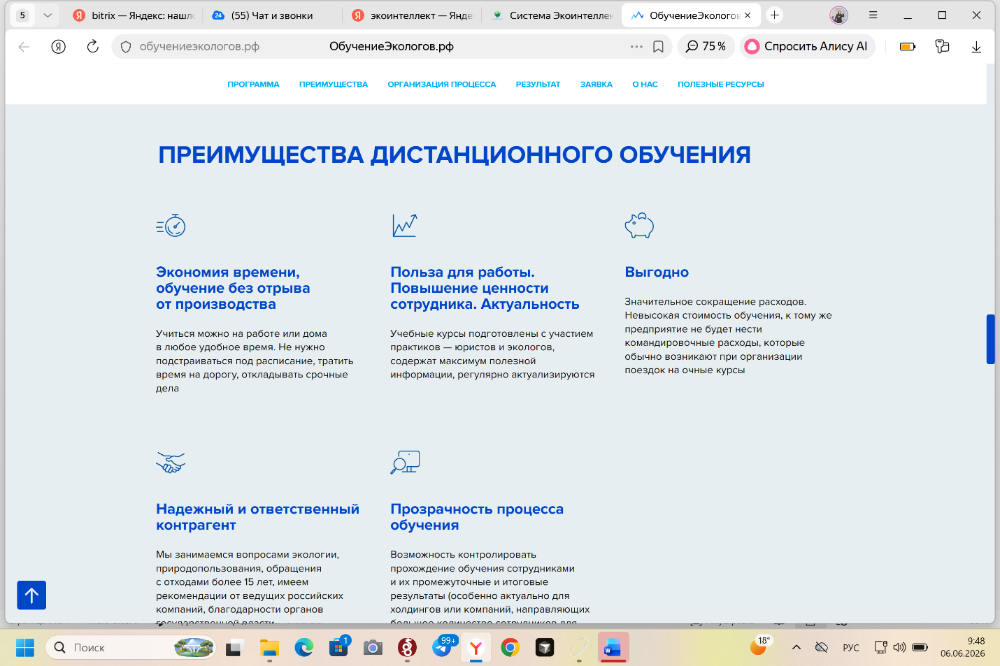 5
bitrix — Яндекс: нашл
24
(55) Чат и звонки
экоинтеллект — Янде
Система Экоинтеллек
ОбучениеЭкологов
обучениеэкологов.рф
ОбучениеЭкологов.рф
75 %
Спросить Алису AI
ПРОГРАММА
ПРЕИМУЩЕСТВА
ОРГАНИЗАЦИЯ ПРОЦЕССА
РЕЗУЛЬТАТ
ЗАЯВКА
О НАС
ПОЛЕЗНЫЕ РЕСУРСЫ
ПРЕИМУЩЕСТВА ДИСТАНЦИОННОГО ОБУЧЕНИЯ
Экономия времени,
обучение без отрыва
от производства
Учиться можно на работе или дома
в любое удобное время. Не нужно
подстраиваться под расписание, тратить
время на дорогу, откладывать срочные
дела
Польза для работы.
Повышение ценности
сотрудника. Актуальность
Учебные курсы подготовлены с участием
практиков — юристов и экологов,
содержат максимум полезной
информации, регулярно актуализируются
Выгодно
Значительное сокращение расходов.
Невысокая стоимость обучения, к тому же
предприятие не будет нести
командировочные расходы, которые
обычно возникают при организации
поездок на очные курсы
Надежный и ответственный
контрагент
Мы занимаемся вопросами экологии,
природопользования, обращения
с отходами более 15 лет, имеем
рекомендации от ведущих российских
компаний, благодарности органов
государственной власти
Прозрачность процесса
обучения
Возможность контролировать
прохождение обучения сотрудниками
и их промежуточные и итоговые
результаты (особенно актуально для
холдингов или компаний, направляющих
большое количество сотрудников для
Поиск
1
99+
18°
РУС
9:48
06.06.2026